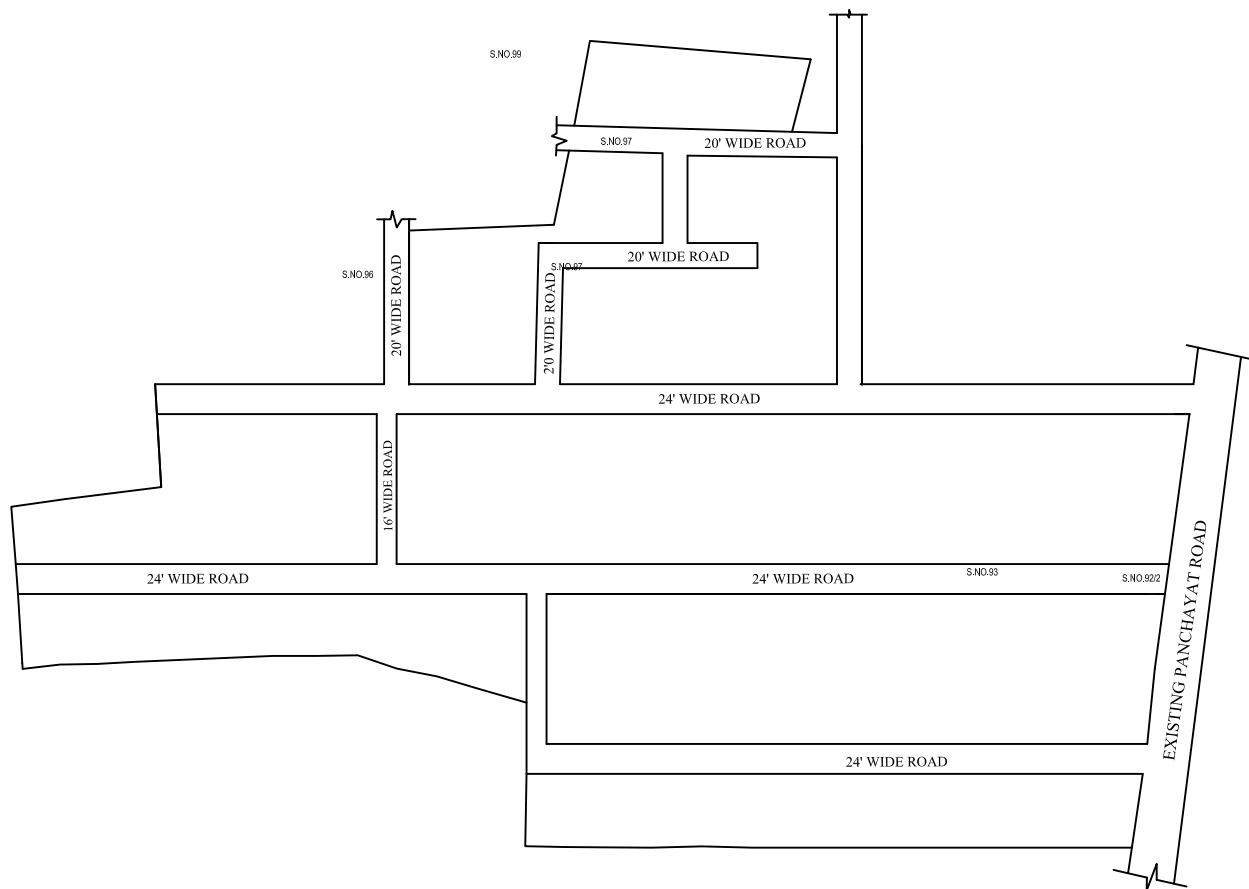 S.NO.99
S.NO.97
20' WIDE ROAD
20' WIDE ROAD
S.NO.97
S.NO.96
20' WIDE ROAD
2'0 WIDE ROAD
24' WIDE ROAD
16' WIDE ROAD
24' WIDE ROAD
24' WIDE ROAD
S.NO.93
S.NO.92/2
EXISTING PANCHAYAT ROAD
24' WIDE ROAD